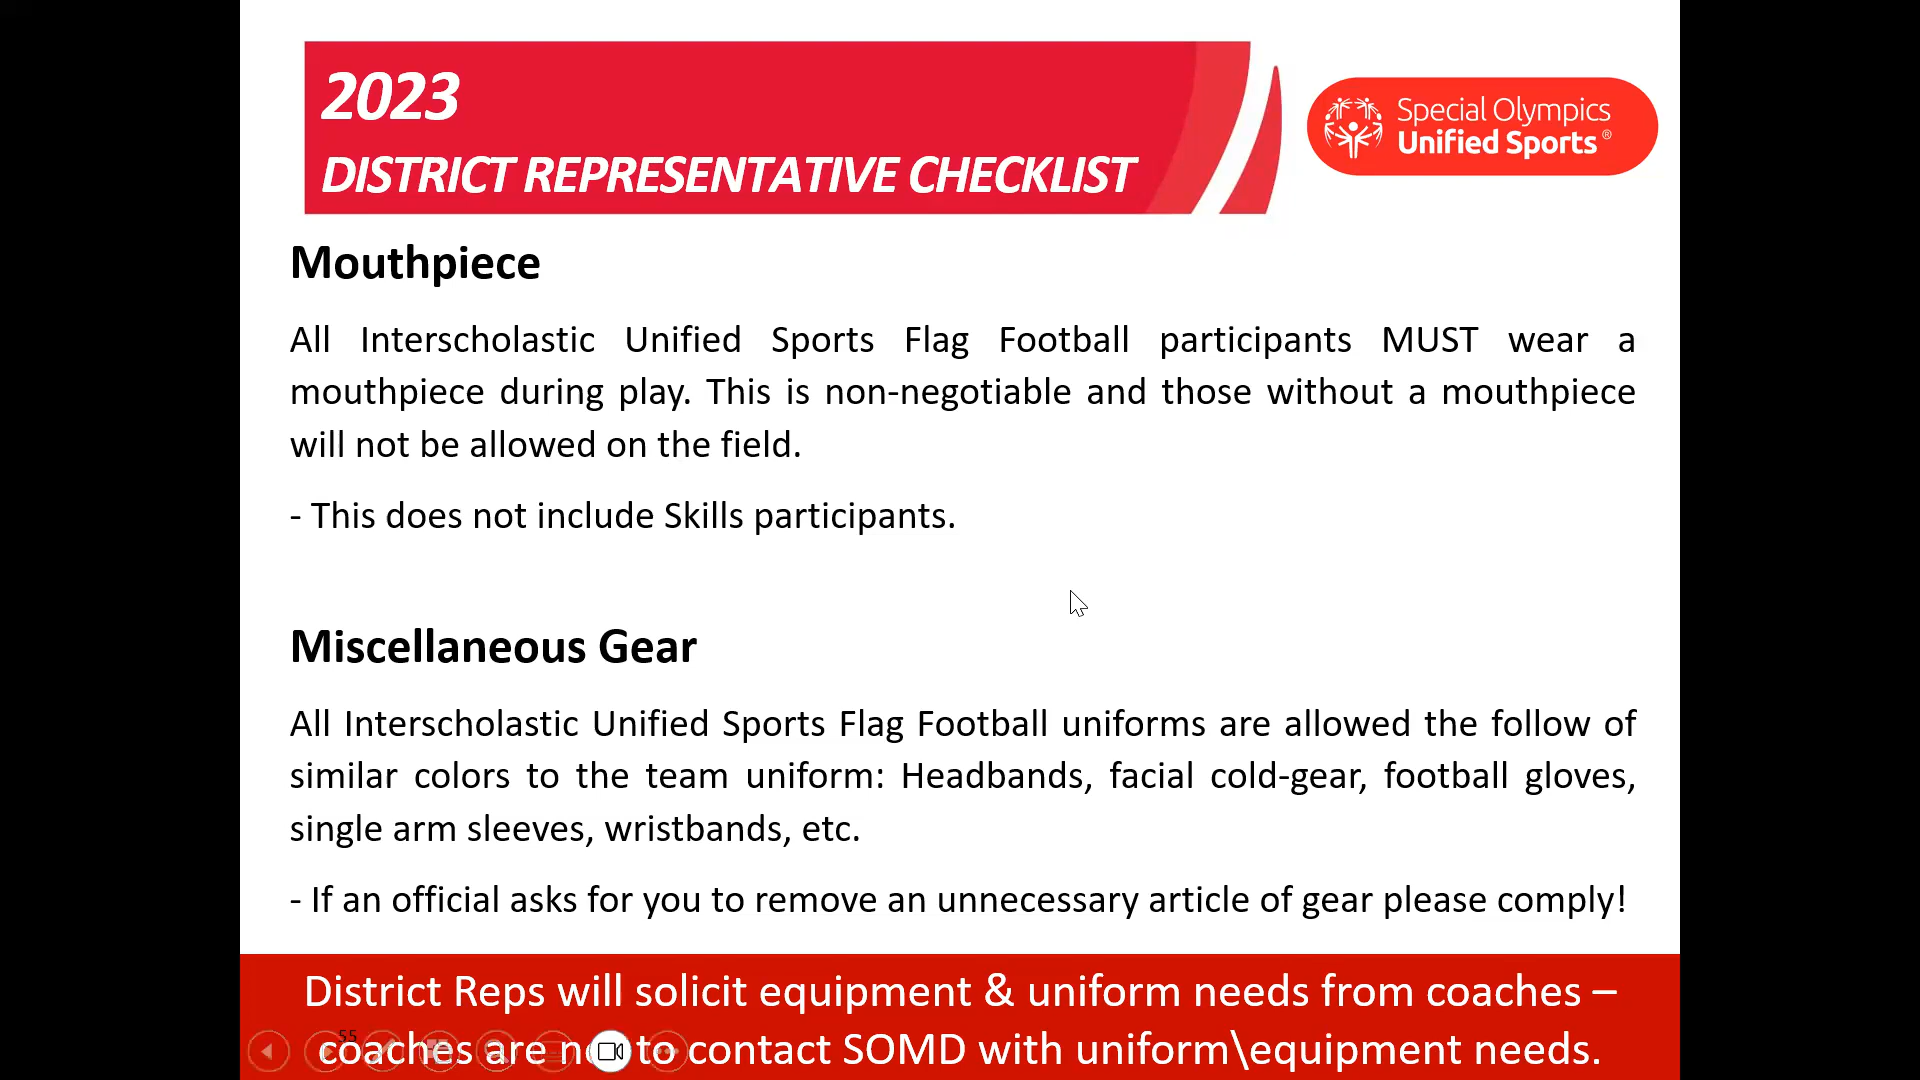 2023
DISTRICT REPRESENTATIVE CHECKLIST
Special Olympics
Unified Sports®
Mouthpiece
All Interscholastic Unified Sports Flag Football participants MUST wear a
mouthpiece during play. This is non-negotiable and those without a mouthpiece
will not be allowed on the field.
- This does not include Skills participants.
Miscellaneous Gear
All Interscholastic Unified Sports Flag Football uniforms are allowed the follow of
similar colors to the team uniform: Headbands, facial cold-gear, football gloves,
single arm sleeves, wristbands, etc.
- If an official asks for you to remove an unnecessary article of gear please comply!
District Reps will solicit equipment & uniform needs from coaches –
55
coaches are not to contact SOMD with uniform\equipment needs.